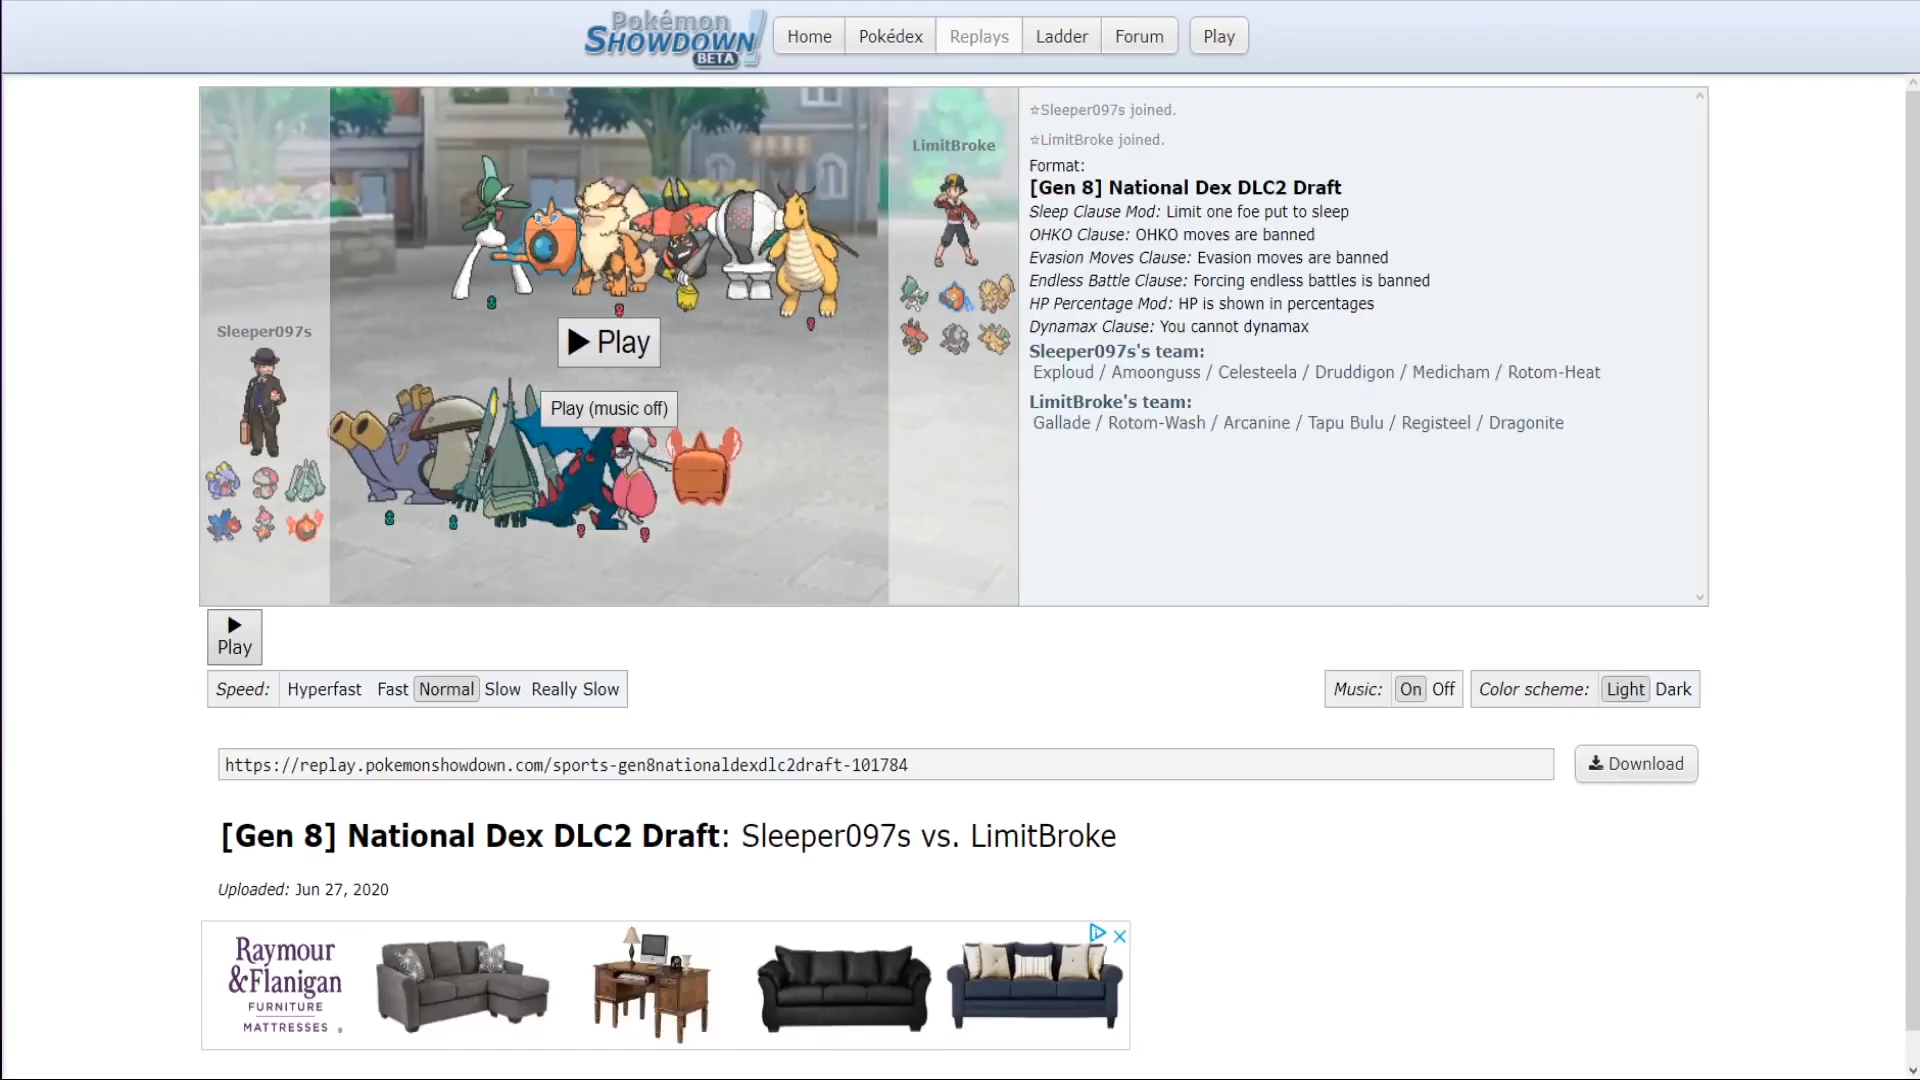 Pokémon
SHOWDOWN!
BETA
Home
Pokédex
Replays
Ladder
Forum
Play
LimitBroke
Sleeper097s
▶ Play
Play (music off)
☆Sleeper097s joined.
☆LimitBroke joined.
Format:
[Gen 8] National Dex DLC2 Draft
Sleep Clause Mod: Limit one foe put to sleep
OHKO Clause: OHKO moves are banned
Evasion Moves Clause: Evasion moves are banned
Endless Battle Clause: Forcing endless battles is banned
HP Percentage Mod: HP is shown in percentages
Dynamax Clause: You cannot dynamax
Sleeper097s's team:
Exploud / Amoonguss / Celesteela / Druddigon / Medicham / Rotom-Heat
LimitBroke's team:
Gallade / Rotom-Wash / Arcanine / Tapu Bulu / Registeel / Dragonite
▶
Play
Speed: Hyperfast Fast Normal Slow Really Slow
Music: On Off
Color scheme: Light Dark
https://replay.pokemonshowdown.com/sports-gen8nationaldexdlc2draft-101784
Download
[Gen 8] National Dex DLC2 Draft: Sleeper097s vs. LimitBroke
Uploaded: Jun 27, 2020
Raymour
&Flanigan
FURNITURE
MATTRESSES